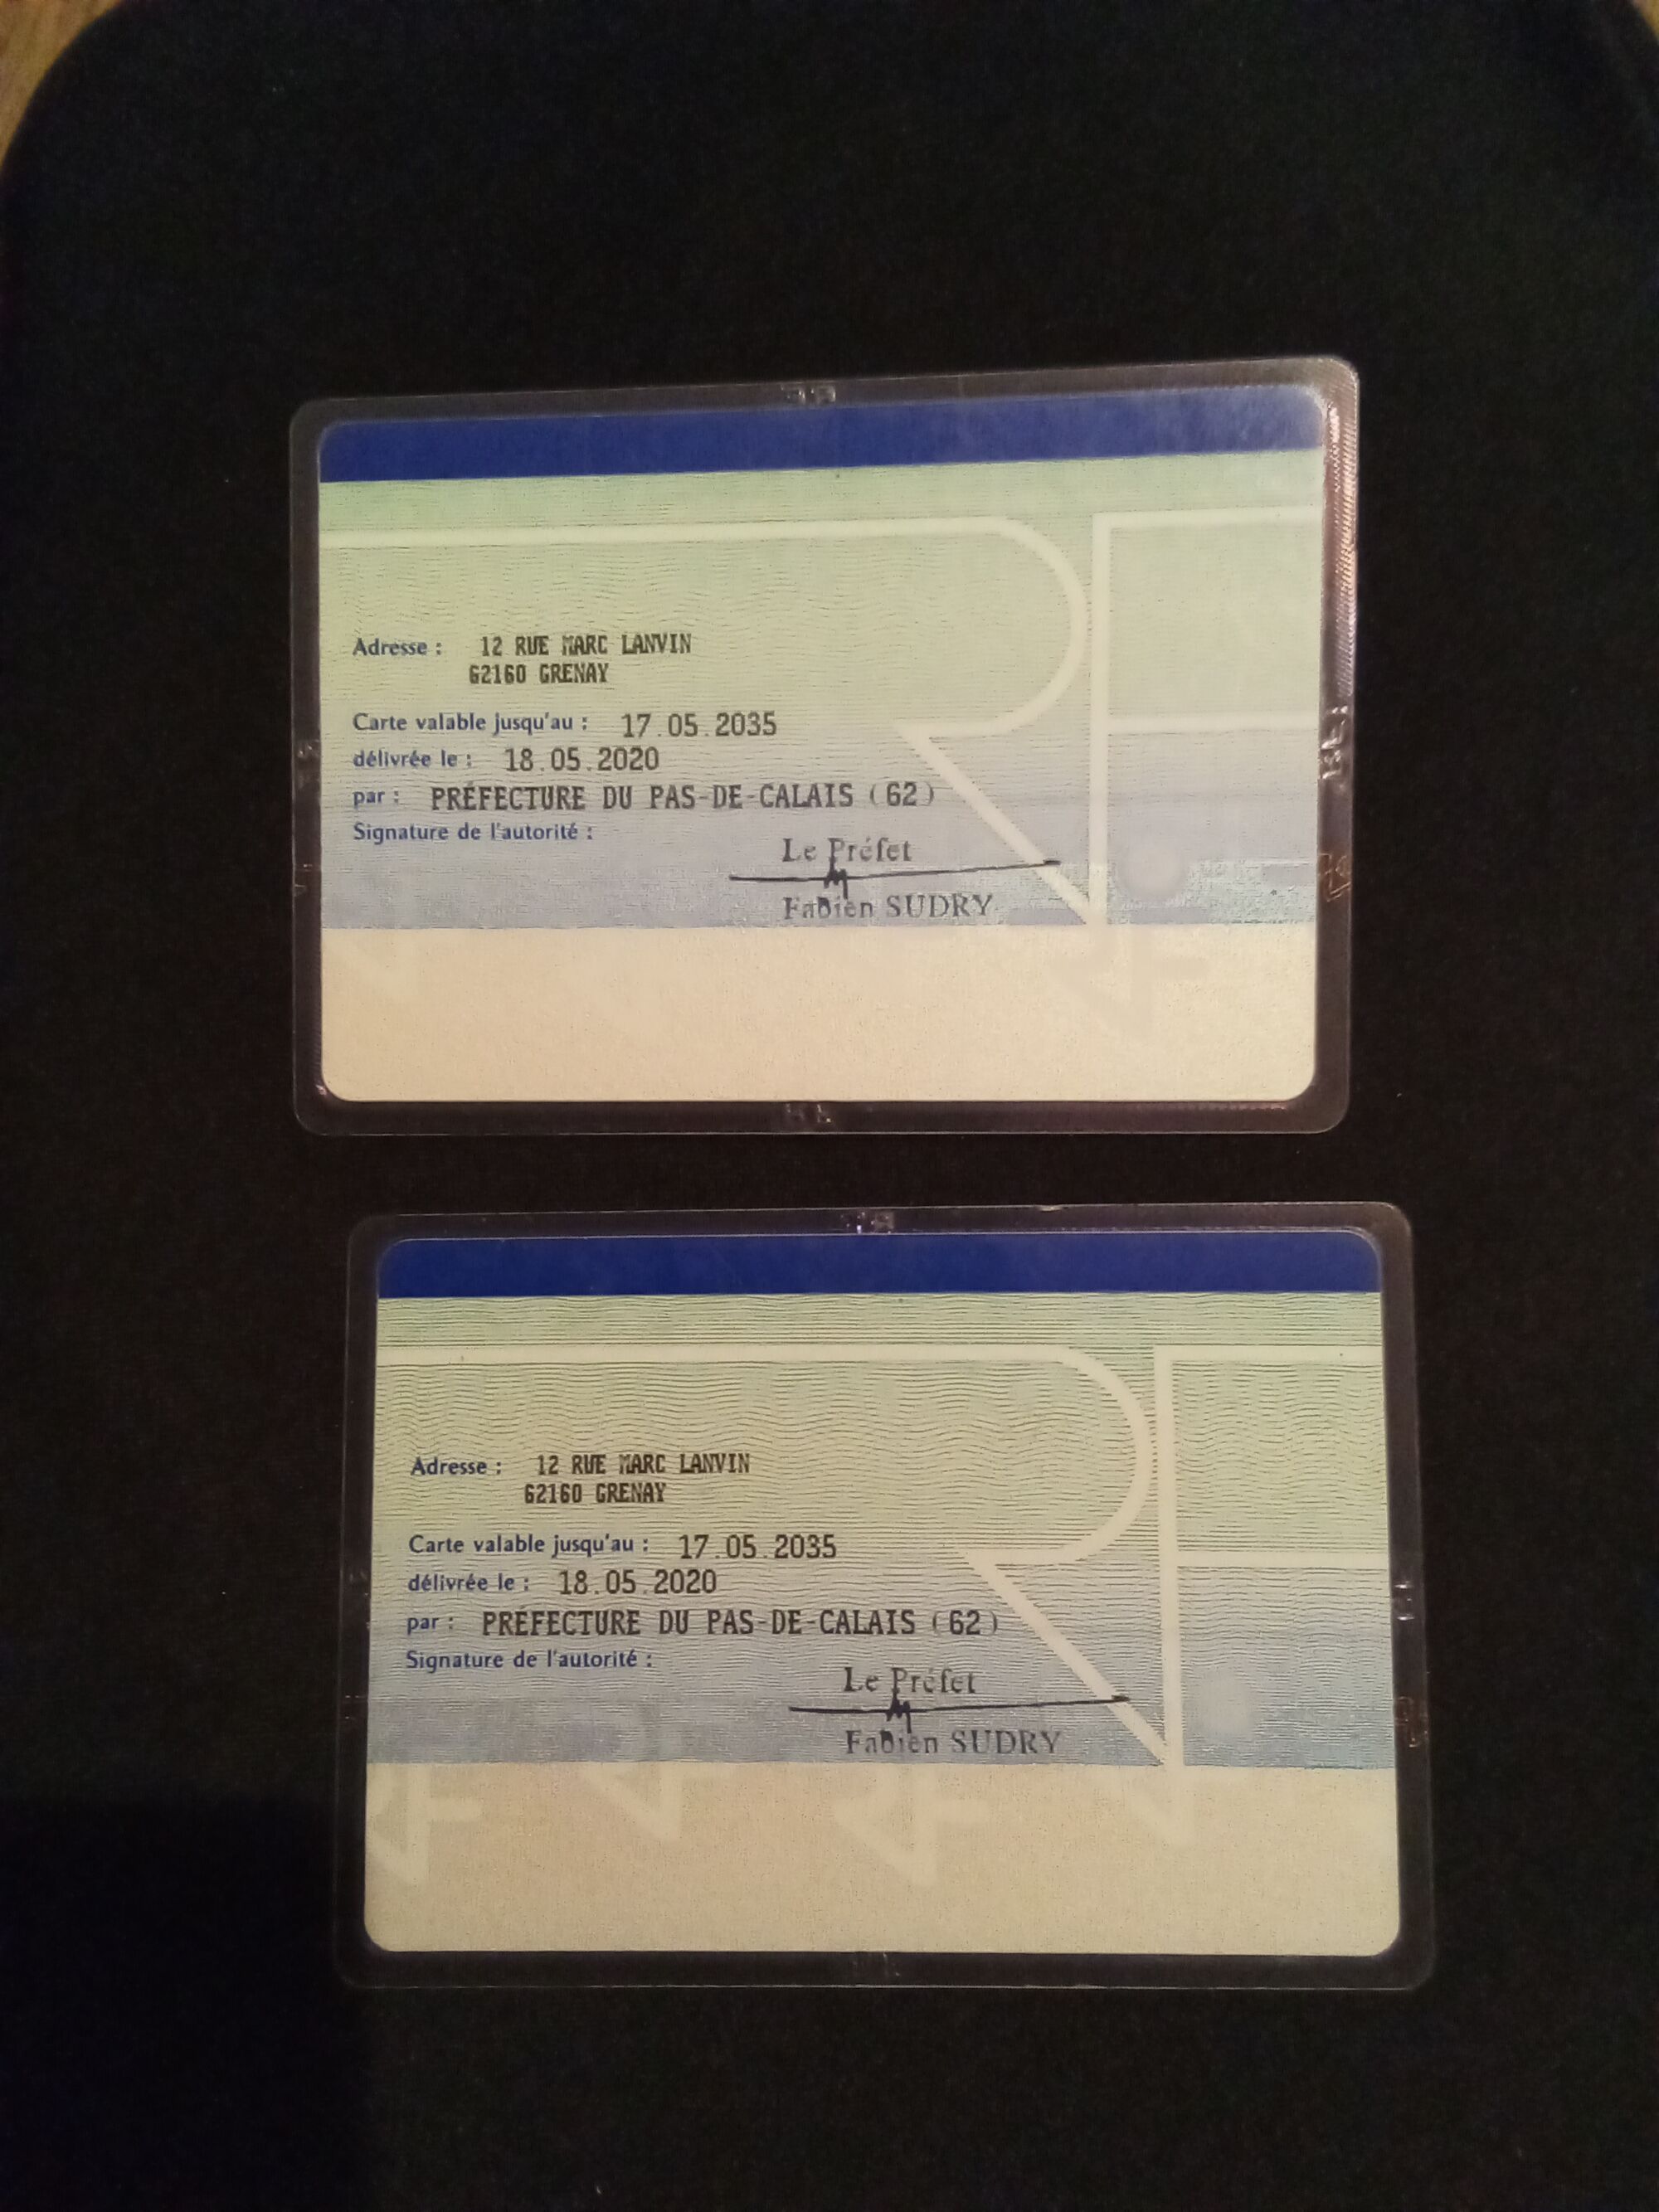 Adresse : 12 RUE MARC LANVIN
62160 GRENAY
Carte valable jusqu'au : 17.05.2035
délivrée le : 18.05.2020
par : PRÉFECTURE DU PAS-DE-CALAIS (62)
Signature de l'autorité :
Le Préfet
Fabien SUDRY
RF
Adresse : 12 RUE MARC LANVIN
62160 GRENAY
Carte valable jusqu'au : 17.05.2035
délivrée le : 18.05.2020
par : PRÉFECTURE DU PAS-DE-CALAIS (62)
Signature de l'autorité :
Le Préfet
Fabien SUDRY
RF